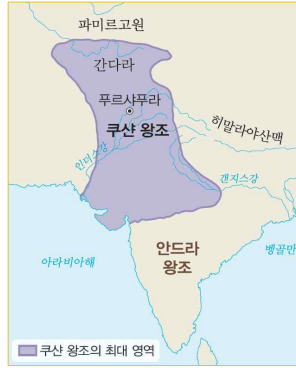 파미르고원
간다라
푸르샤푸라
쿠샨 왕조
히말라야산맥
인더스강
갠지스강
안드라
왕조
아라비아해
벵골만
쿠샨 왕조의 최대 영역